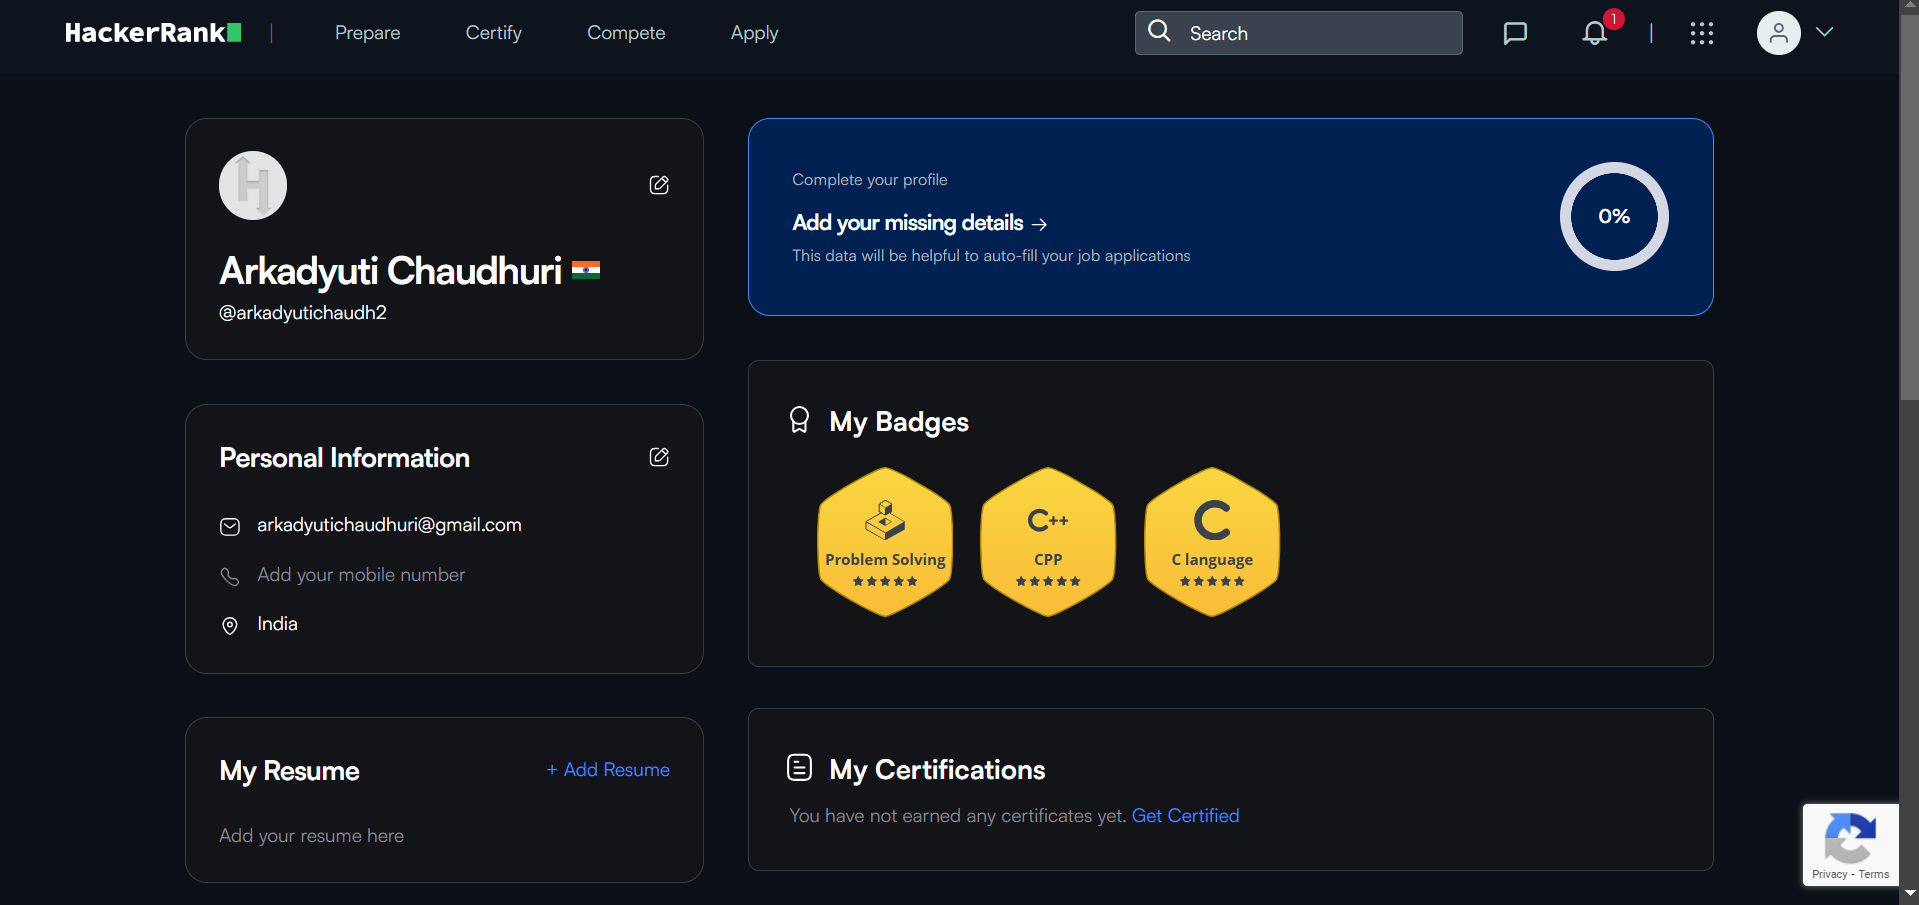 HackerRank
Prepare
Certify
Compete
Apply
Search
1
Arkadyuti Chaudhuri
@arkadyutichaudh2
Complete your profile
Add your missing details →
This data will be helpful to auto-fill your job applications
0%
Personal Information
arkadyutichaudhuri@gmail.com
Add your mobile number
India
My Badges
Problem Solving
C++
CPP
C
C language
My Resume
+ Add Resume
Add your resume here
My Certifications
You have not earned any certificates yet. Get Certified
Privacy - Terms